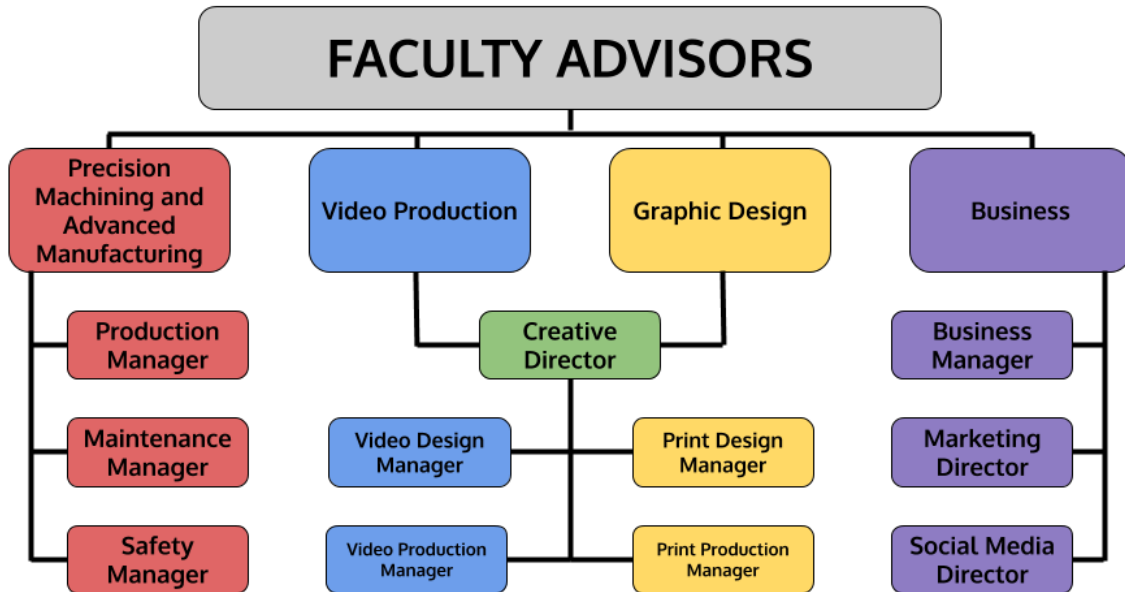 FACULTY ADVISORS
Precision
Machining and
Advanced
Manufacturing
Video Production
Graphic Design
Business
Production
Manager
Creative
Director
Business
Manager
Maintenance
Manager
Video Design
Manager
Print Design
Manager
Marketing
Director
Safety
Manager
Video Production
Manager
Print Production
Manager
Social Media
Director